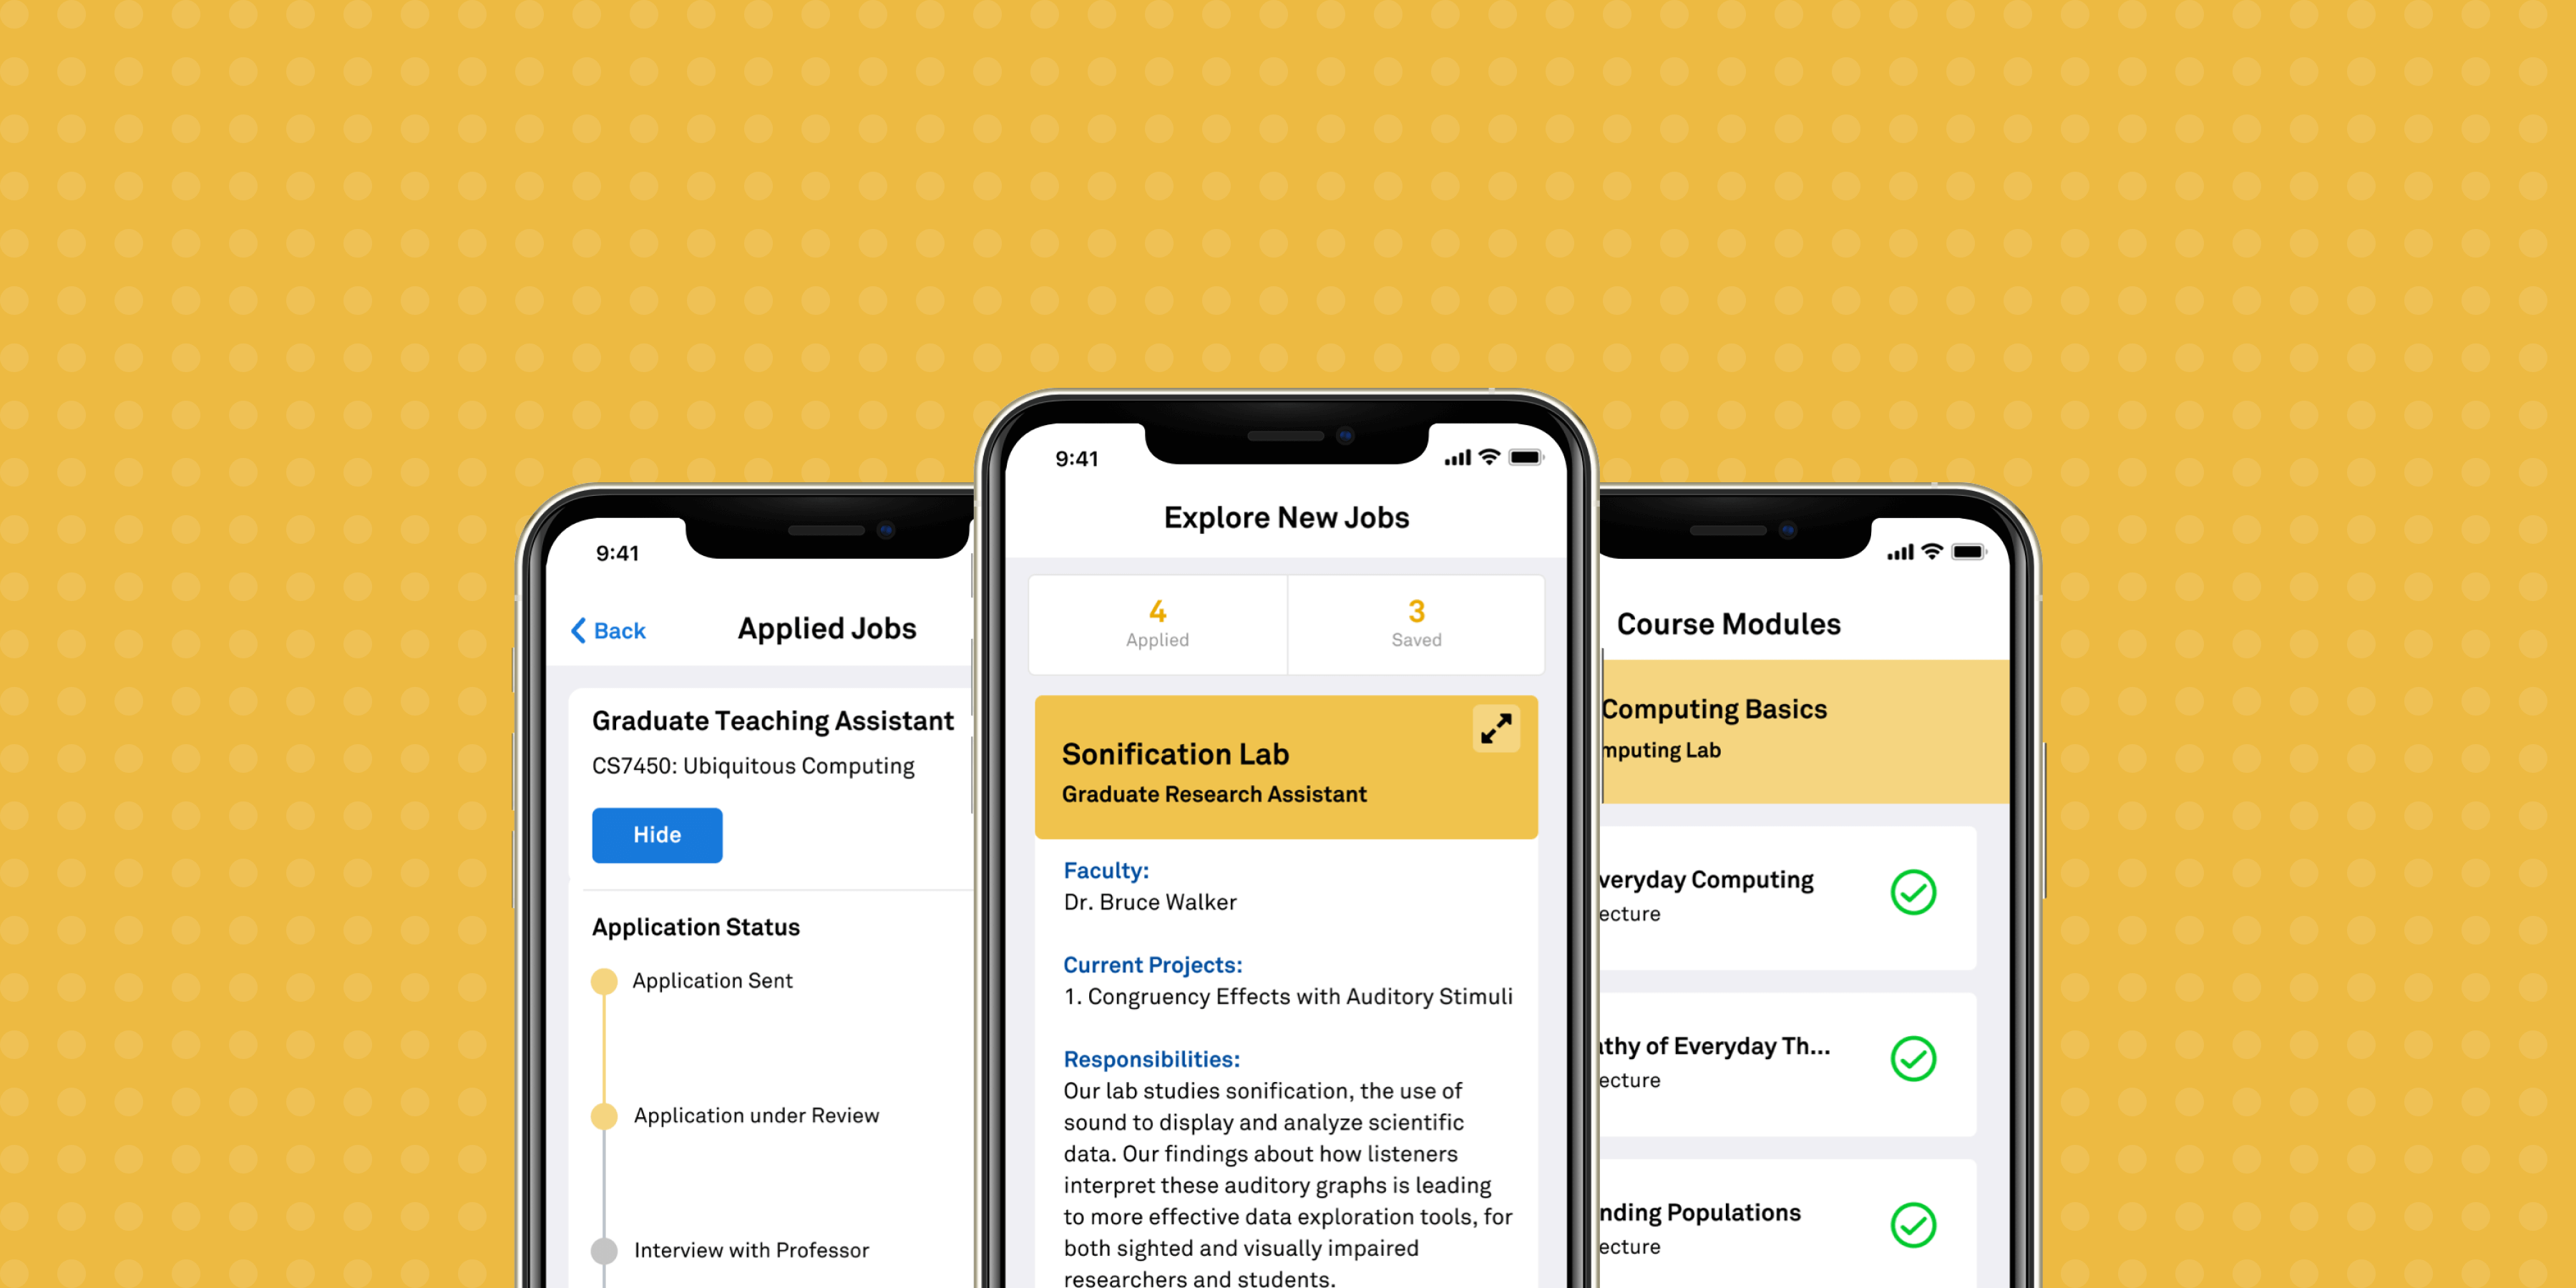 9:41
Back
Applied Jobs
Graduate Teaching Assistant
CS7450: Ubiquitous Computing
Hide
Application Status
Application Sent
Application under Review
Interview with Professor
9:41
Explore New Jobs
4
Applied
3
Saved
Sonification Lab
Graduate Research Assistant
Faculty:
Dr. Bruce Walker
Current Projects:
1. Congruency Effects with Auditory Stimuli
Responsibilities:
Our lab studies sonification, the use of
sound to display and analyze scientific
data. Our findings about how listeners
interpret these auditory graphs is leading
to more effective data exploration tools, for
both sighted and visually impaired
researchers and students.
Course Modules
Computing Basics
mputing Lab
veryday Computing
ecture
athy of Everyday Th...
ecture
nding Populations
ecture